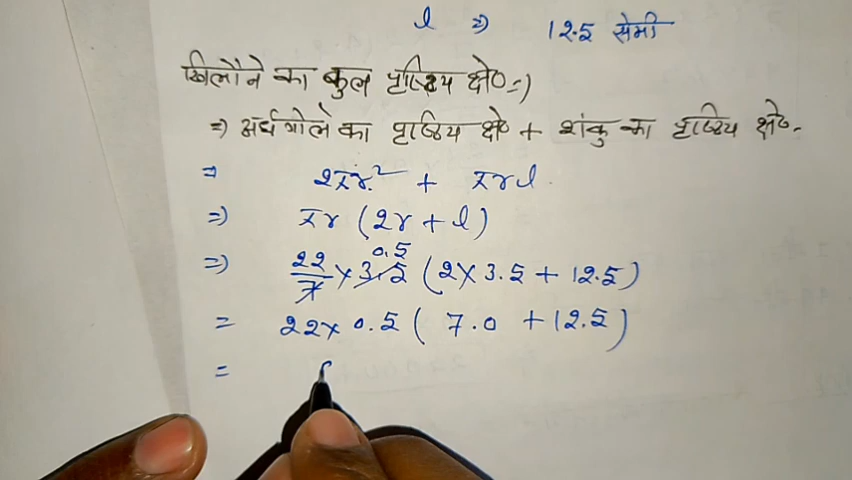 l ⇒ 12.5 सेमी
खिलौने का कुल पृष्ठिय क्षे० ⇒
⇒ अर्धगोले का पृष्ठिय क्षे० + शंकु का पृष्ठिय क्षे०
⇒ 2πr² + πrl
⇒ πr (2r + l)
⇒ 22/7 × 3.5 0.5 (2 × 3.5 + 12.5)
= 22 × 0.5 ( 7.0 + 12.5 )
=